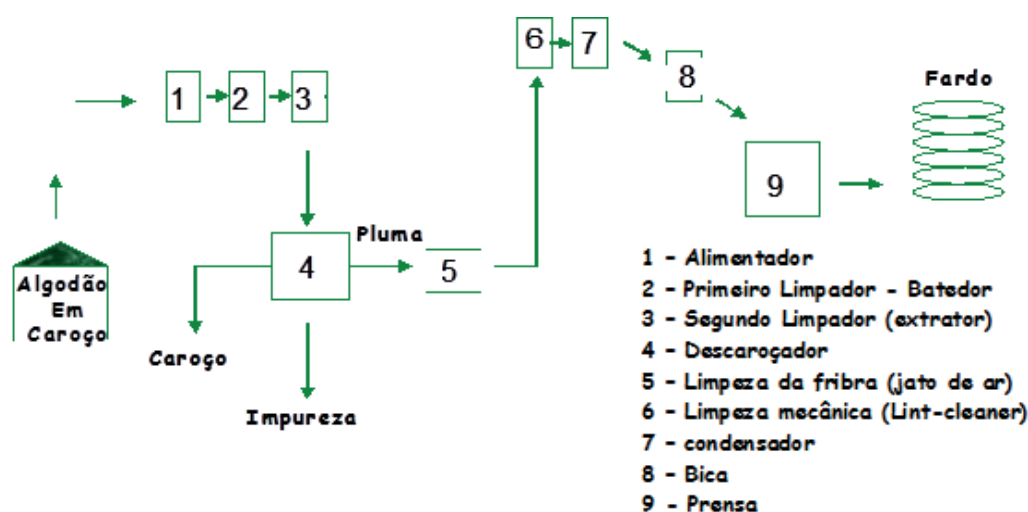 6
7
8
Fardo
1
2
3
9
Pluma
4
5
Algodão
Em
Caroço
Caroço
Impureza
1 - Alimentador
2 - Primeiro Limpador - Batedor
3 - Segundo Limpador (extrator)
4 - Descaroçador
5 - Limpeza da fribra (jato de ar)
6 - Limpeza mecânica (Lint-cleaner)
7 - condensador
8 - Bica
9 - Prensa